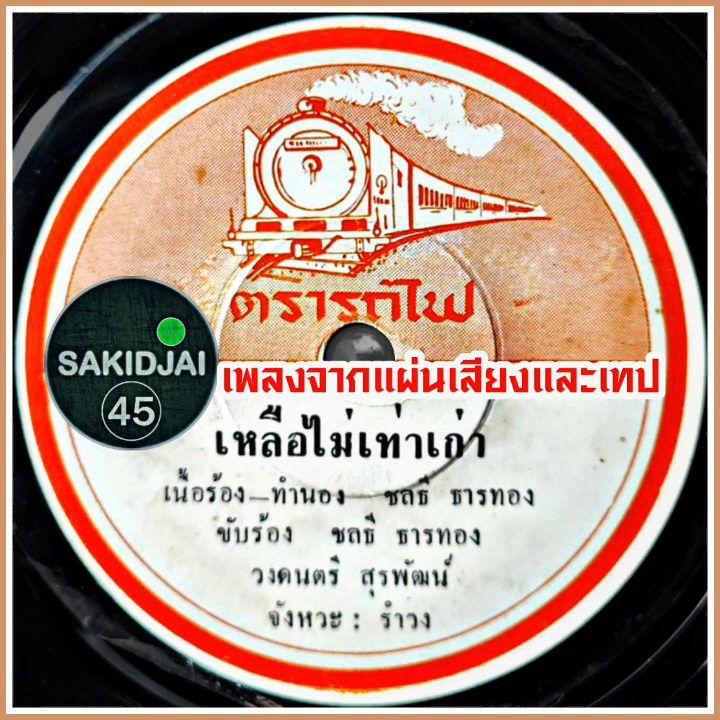 ตรารถไฟ
SAKIDJAI
45
เพลงจากแผ่นเสียงและเทป
เหลือไม่เท่าเก่า
เนื้อร้อง—ทำนอง ชลธี ธารทอง
ขับร้อง ชลธี ธารทอง
วงดนตรี สุรพัฒน์
จังหวะ : รำวง